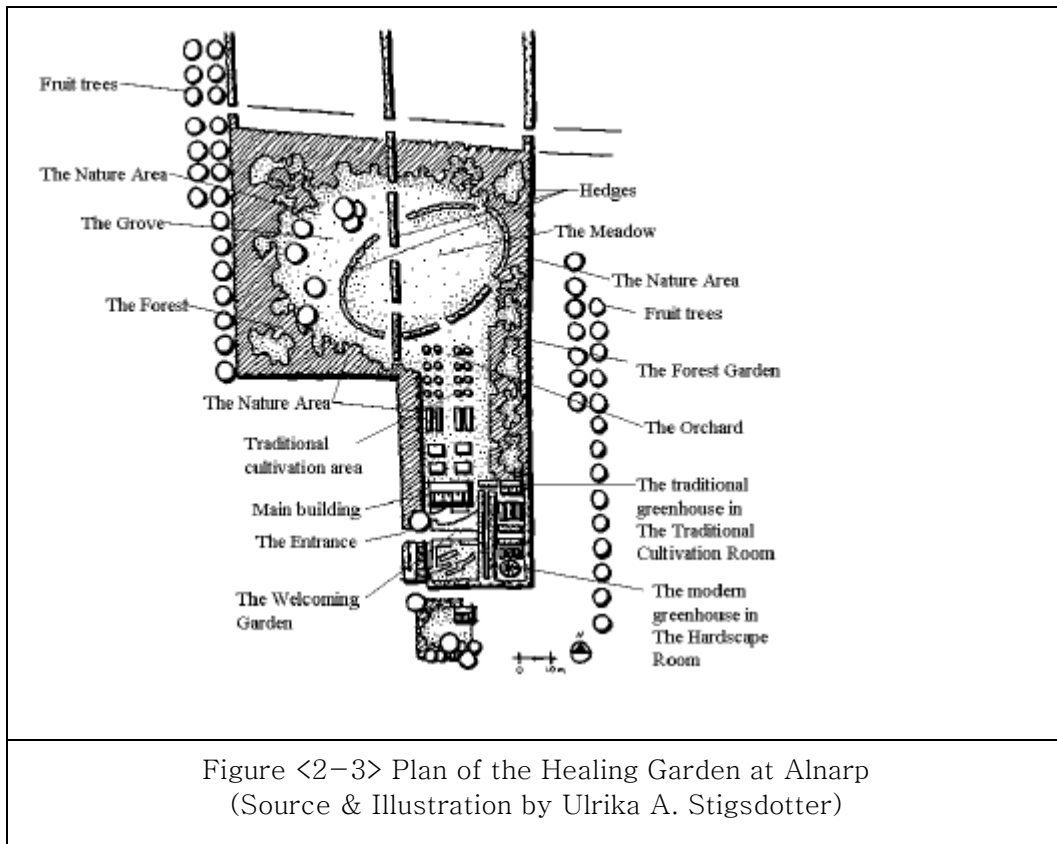 Fruit trees
The Nature Area
The Grove
The Forest
The Nature Area
Traditional
cultivation area
Main building
The Entrance
The Welcoming
Garden
Hedges
The Meadow
The Nature Area
Fruit trees
The Forest Garden
The Orchard
The traditional
greenhouse in
The Traditional
Cultivation Room
The modern
greenhouse in
The Hardscape
Room
N
0 10m
Figure <2-3> Plan of the Healing Garden at Alnarp
(Source & Illustration by Ulrika A. Stigsdotter)